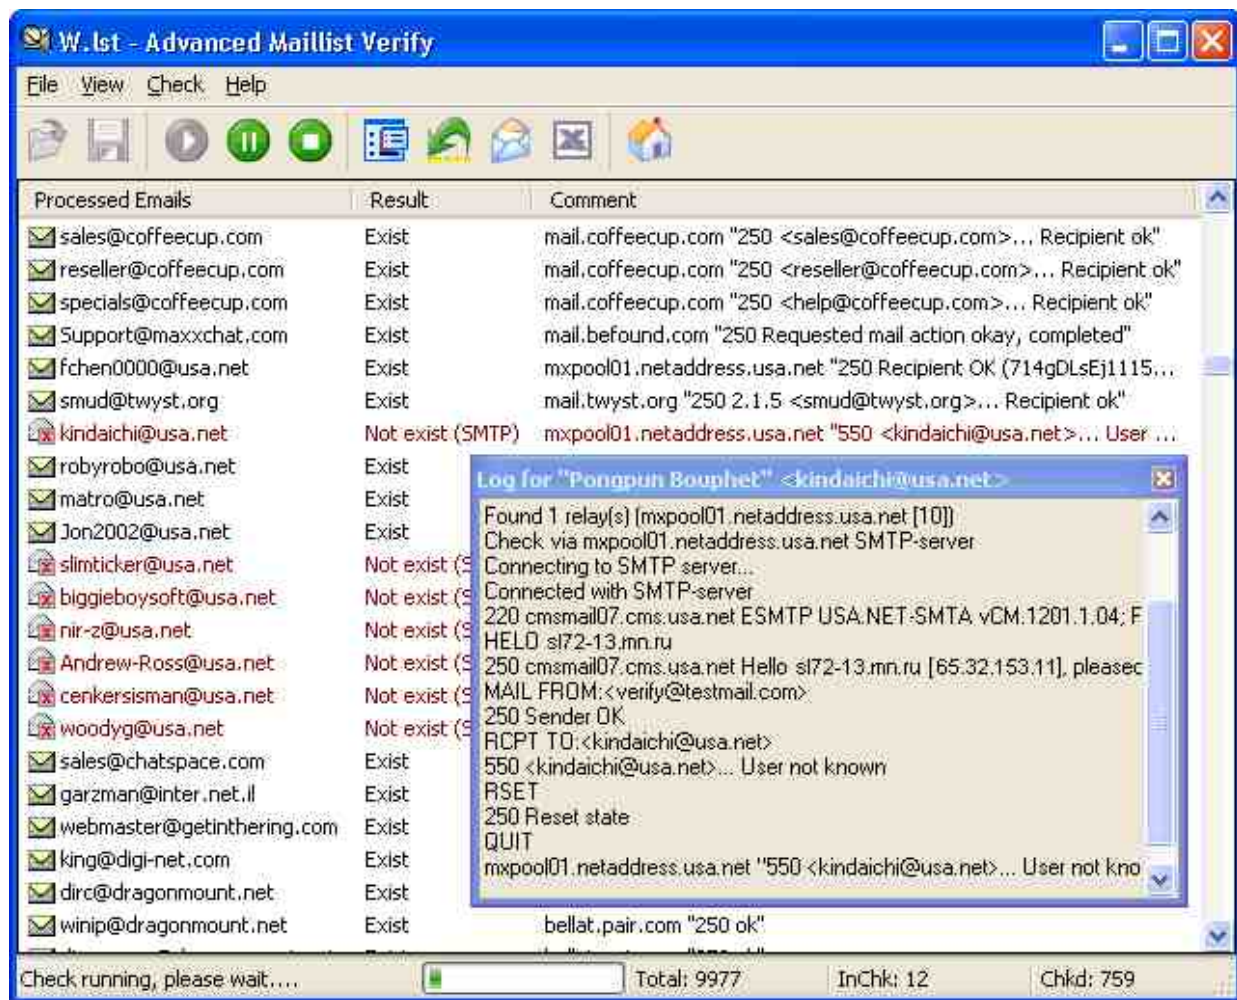 W.lst - Advanced Maillist Verify
File View Check Help
Processed Emails Result Comment
sales@coffeecup.com Exist mail.coffeecup.com "250 <sales@coffeecup.com>... Recipient ok"
reseller@coffeecup.com Exist mail.coffeecup.com "250 <reseller@coffeecup.com>... Recipient ok"
specials@coffeecup.com Exist mail.coffeecup.com "250 <help@coffeecup.com>... Recipient ok"
Support@maxxchat.com Exist mail.befound.com "250 Requested mail action okay, completed"
fchen0000@usa.net Exist mxpool01.netaddress.usa.net "250 Recipient OK (714gDLsEj1115...
smud@twyst.org Exist mail.twyst.org "250 2.1.5 <smud@twyst.org>... Recipient ok"
kindaichi@usa.net Not exist (SMTP) mxpool01.netaddress.usa.net "550 <kindaichi@usa.net>... User ...
robyrobo@usa.net Exist
matro@usa.net Exist
Jon2002@usa.net Exist
slimticker@usa.net Not exist (S
biggieboysoft@usa.net Not exist (S
nir-z@usa.net Not exist (S
Andrew-Ross@usa.net Not exist (S
cenkersisman@usa.net Not exist (S
woodyg@usa.net Not exist (S
sales@chatspace.com Exist
garzman@inter.net.il Exist
webmaster@getinthering.com Exist
king@digi-net.com Exist
dirc@dragonmount.net Exist
winip@dragonmount.net Exist bellat.pair.com "250 ok"
Log for "Pongpun Bouphet" <kindaichi@usa.net>
Found 1 relay(s) (mxpool01.netaddress.usa.net [10])
Check via mxpool01.netaddress.usa.net SMTP-server
Connecting to SMTP server...
Connected with SMTP-server
220 cmsmail07.cms.usa.net ESMTP USA.NET-SMTA vCM.1201.1.04; F
HELO sl72-13.mn.ru
250 cmsmail07.cms.usa.net Hello sl72-13.mn.ru [65.32.153.11], pleased
MAIL FROM:<verify@testmail.com>
250 Sender OK
RCPT TO:<kindaichi@usa.net>
550 <kindaichi@usa.net>... User not known
RSET
250 Reset state
QUIT
mxpool01.netaddress.usa.net "550 <kindaichi@usa.net>... User not kno
Check running, please wait.... Total: 9977 InChk: 12 Chkd: 759